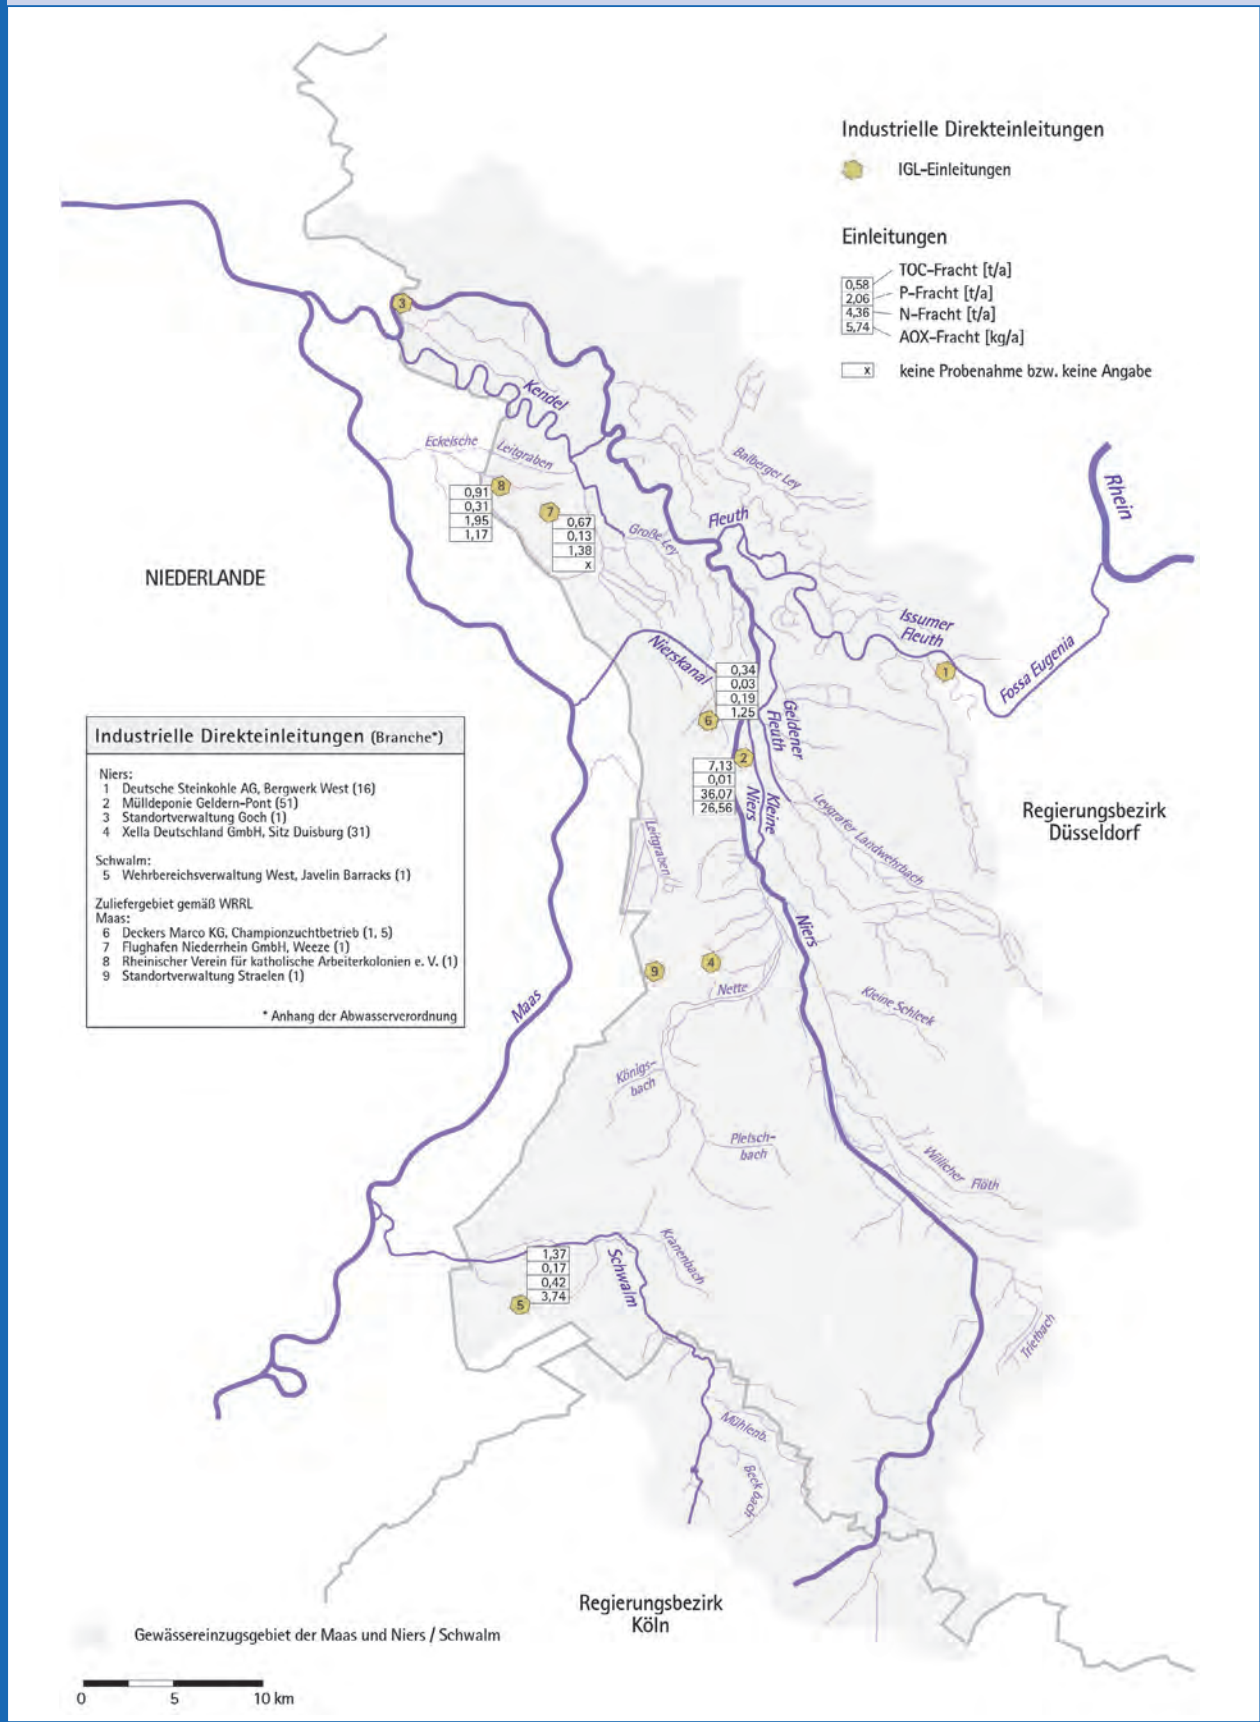 Industrielle Direkteinleitungen
IGL-Einleitungen
Einleitungen
0,58
2,06
4,36
5,74
TOC-Fracht [t/a]
P-Fracht [t/a]
N-Fracht [t/a]
AOX-Fracht [kg/a]
x
keine Probenahme bzw. keine Angabe
3
Kendel
Eckelsche
Leitgraben
Balberger Ley
Rhein
8
0,91
0,31
1,95
1,17
7
0,67
0,13
1,38
x
Große Ley
Fleuth
NIEDERLANDE
Issumer
Fleuth
Nierskanal
1
Fossa Eugenia
0,34
0,03
0,19
1,25
6
Geldener
Fleuth
2
7,13
0,01
36,07
26,56
Niers
Kleine
Leygrafer Landwehrbach
Leitgraben
Regierungsbezirk
Düsseldorf
Industrielle Direkteinleitungen (Branche*)
Niers:
1 Deutsche Steinkohle AG, Bergwerk West (16)
2 Mülldeponie Geldern-Pont (51)
3 Standortverwaltung Goch (1)
4 Xella Deutschland GmbH, Sitz Duisburg (31)
Schwalm:
5 Wehrbereichsverwaltung West, Javelin Barracks (1)
Zuliefergebiet gemäß WRRL
Maas:
6 Deckers Marco KG, Championzuchtbetrieb (1, 5)
7 Flughafen Niederrhein GmbH, Weeze (1)
8 Rheinischer Verein für katholische Arbeiterkolonien e. V. (1)
9 Standortverwaltung Straelen (1)
* Anhang der Abwasserverordnung
Niers
9
4
Nette
Kleine Schleek
Maas
Königs-
bach
Pletsch-
bach
Willicher Flöth
Kranenbach
Schwalm
1,37
0,17
0,42
3,74
5
Trietbach
Mühlenb.
Beek bach
Regierungsbezirk
Köln
Gewässereinzugsgebiet der Maas und Niers / Schwalm
0 5 10 km